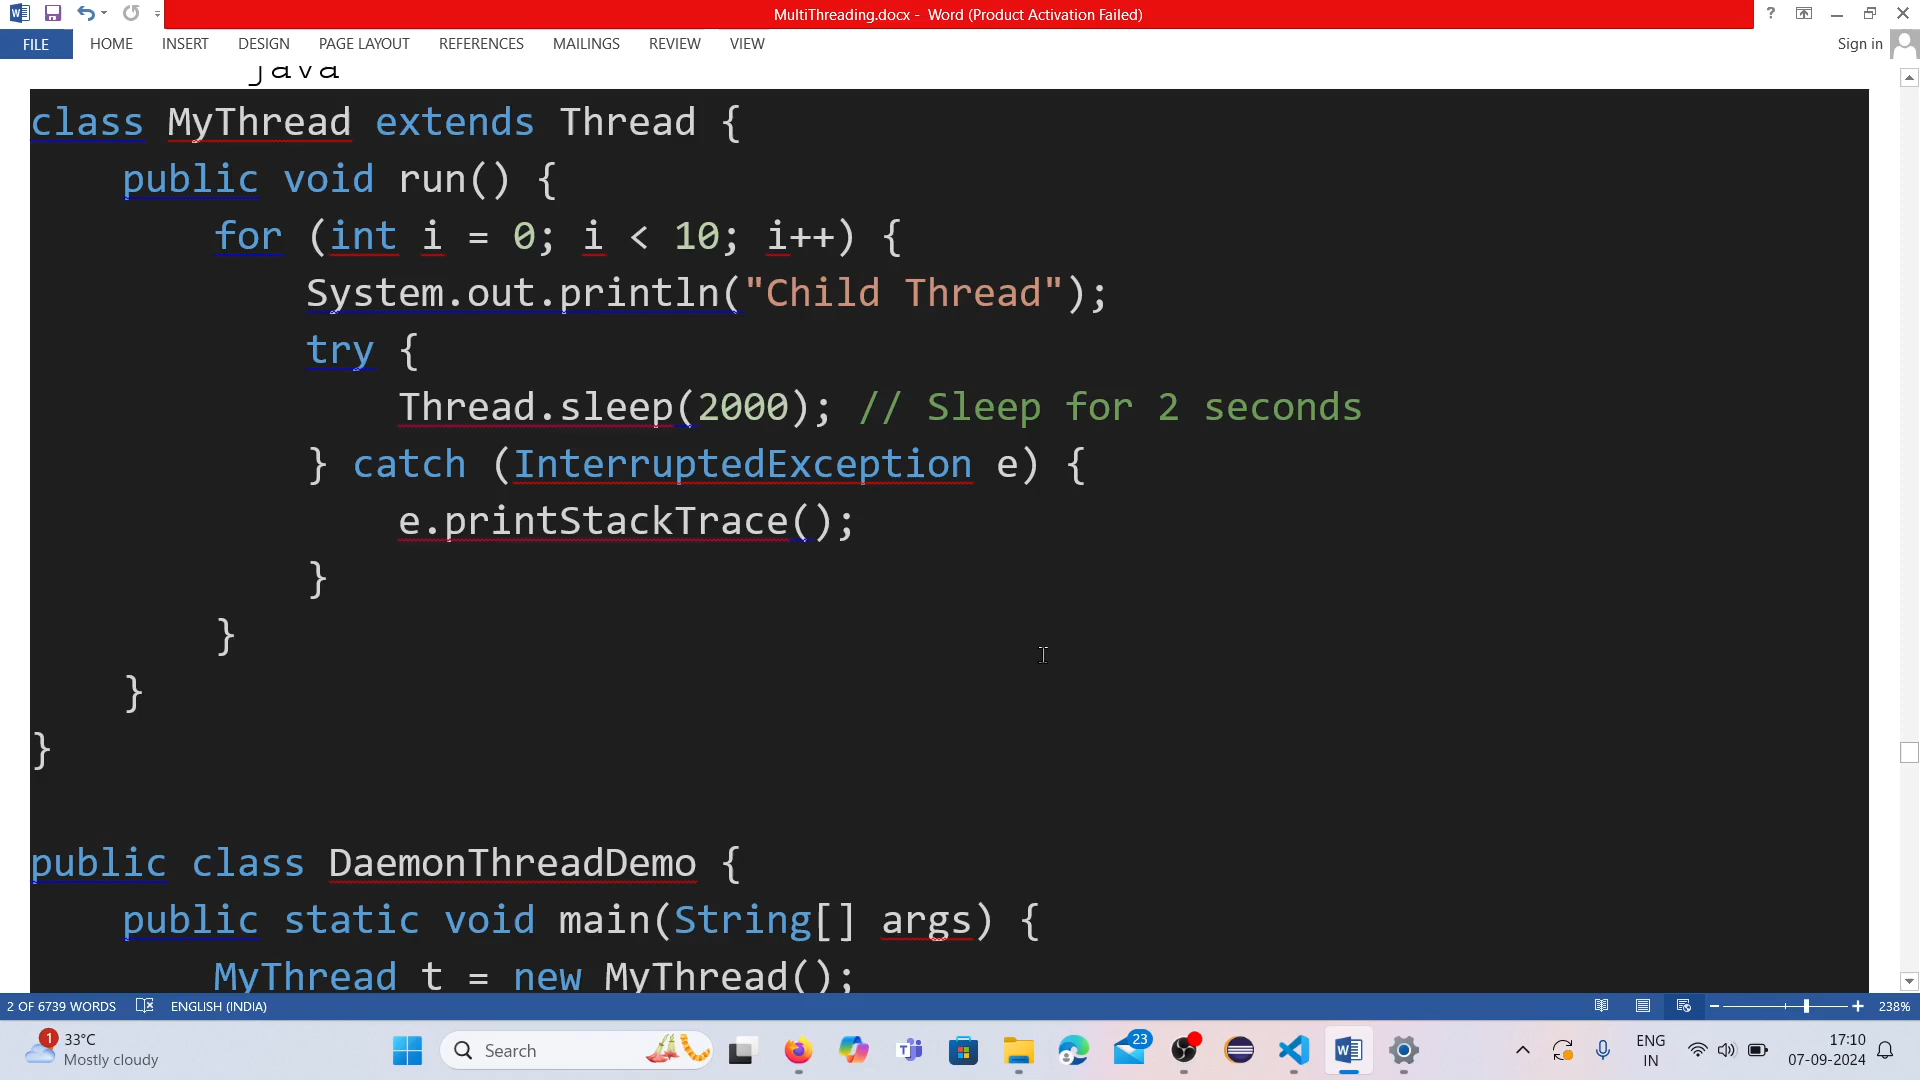 MultiThreading.docx - Word (Product Activation Failed)
FILE HOME INSERT DESIGN PAGE LAYOUT REFERENCES MAILINGS REVIEW VIEW Sign in
java
class MyThread extends Thread {
public void run() {
for (int i = 0; i < 10; i++) {
System.out.println("Child Thread");
try {
Thread.sleep(2000); // Sleep for 2 seconds
} catch (InterruptedException e) {
e.printStackTrace();
}
}
}
}
public class DaemonThreadDemo {
public static void main(String[] args) {
MyThread t = new MyThread();
2 OF 6739 WORDS ENGLISH (INDIA) 238%
1 33°C
Mostly cloudy
Search
23
ENG
IN
17:10
07-09-2024